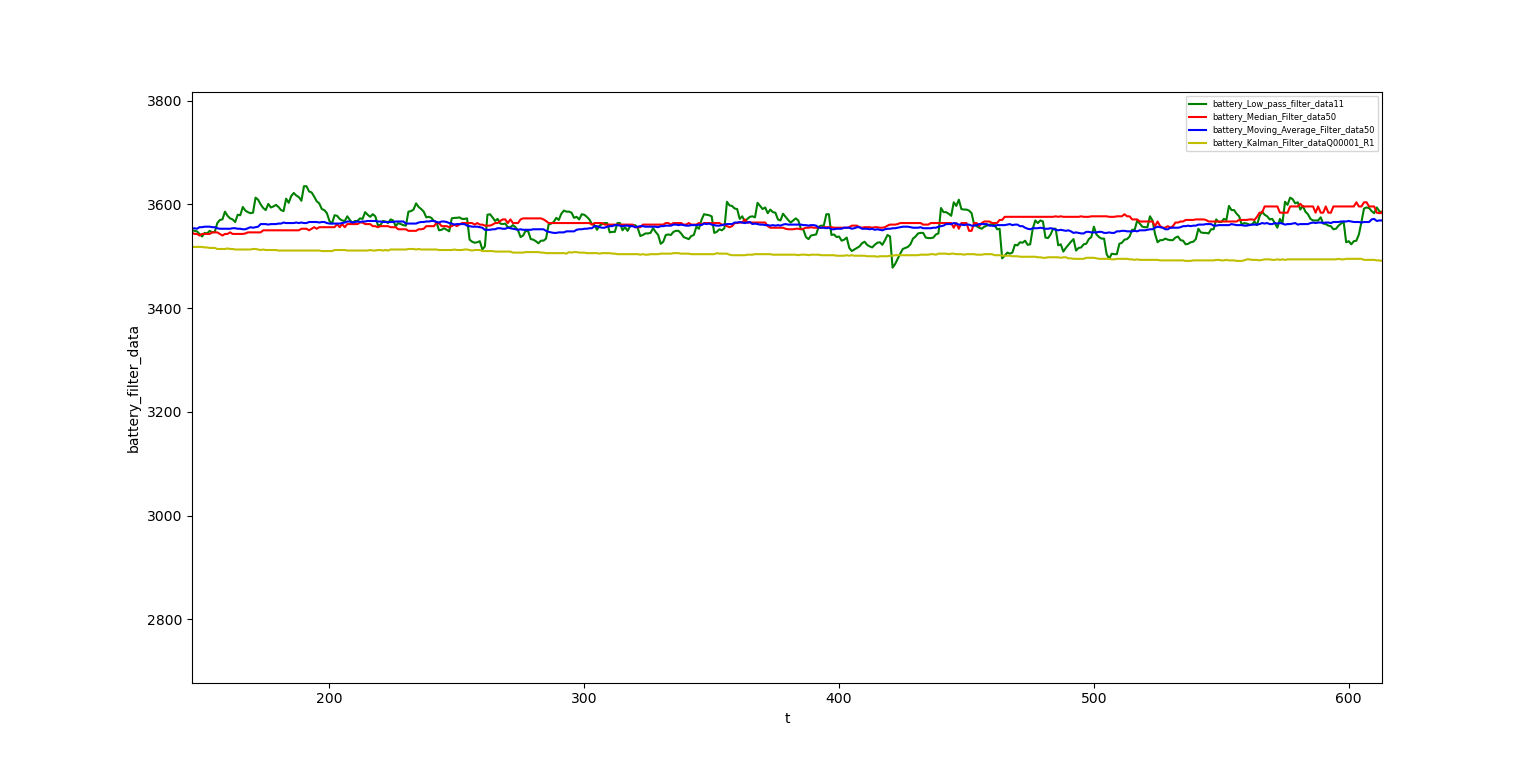 3800
3600
3400
3200
3000
2800
battery_filter_data
200
300
400
500
600
t
battery_Low_pass_filter_data11
battery_Median_Filter_data50
battery_Moving_Average_Filter_data50
battery_Kalman_Filter_dataQ00001_R1